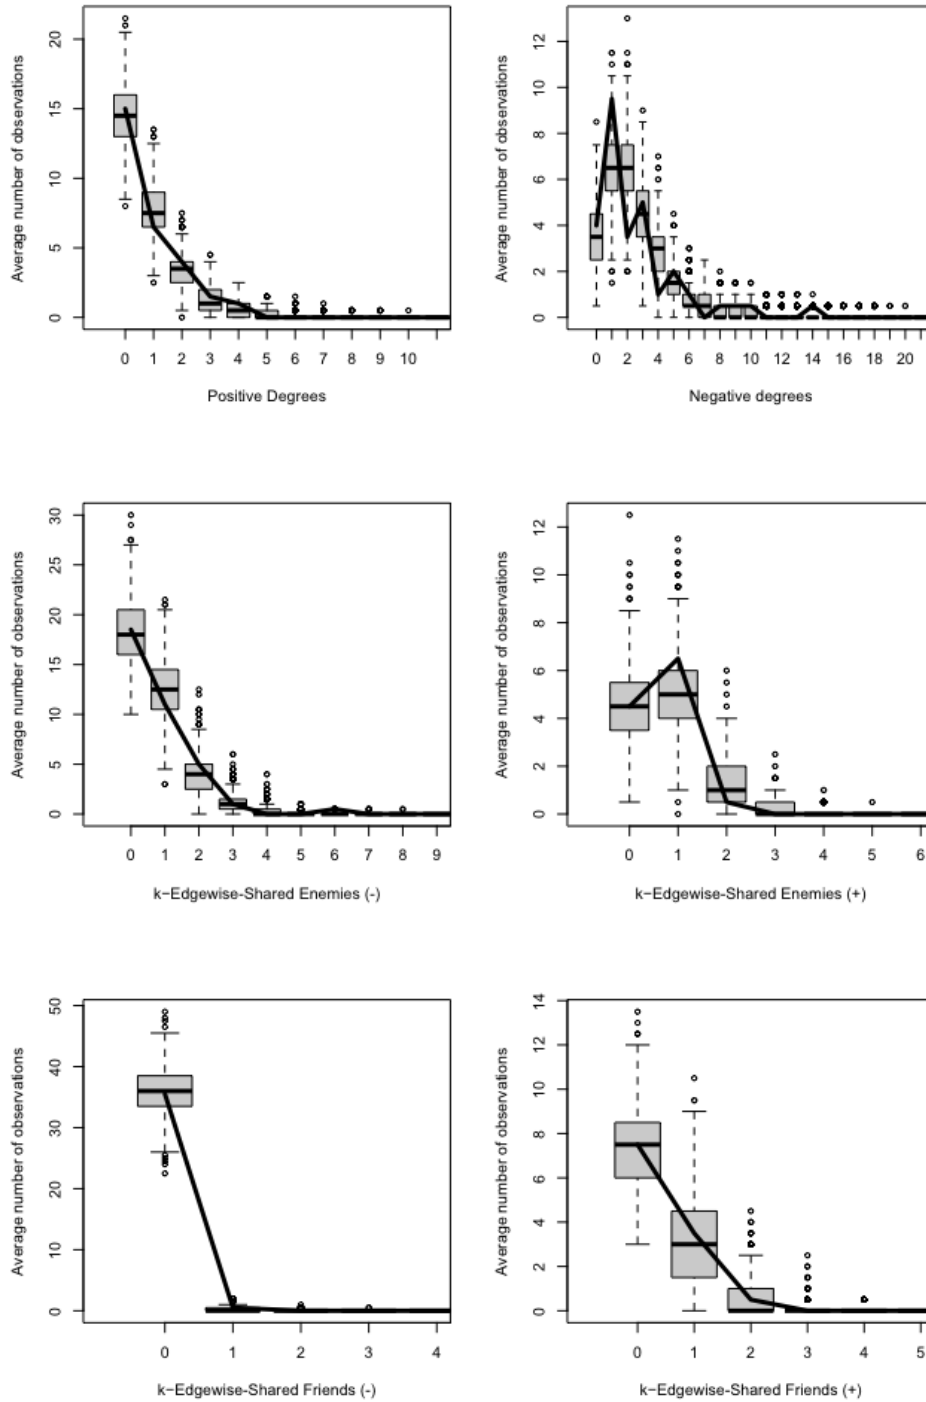 Average number of observations
20
15
10
5
0
0 1 2 3 4 5 6 7 8 9 10
Positive Degrees
Average number of observations
12
10
8
6
4
2
0
0 2 4 6 8 10 12 14 16 18 20
Negative degrees
Average number of observations
30
25
20
15
10
5
0
0 1 2 3 4 5 6 7 8 9
k−Edgewise-Shared Enemies (-)
Average number of observations
12
10
8
6
4
2
0
0 1 2 3 4 5 6
k−Edgewise-Shared Enemies (+)
Average number of observations
50
40
30
20
10
0
0 1 2 3 4
k−Edgewise-Shared Friends (-)
Average number of observations
14
12
10
8
6
4
2
0
0 1 2 3 4 5
k−Edgewise-Shared Friends (+)